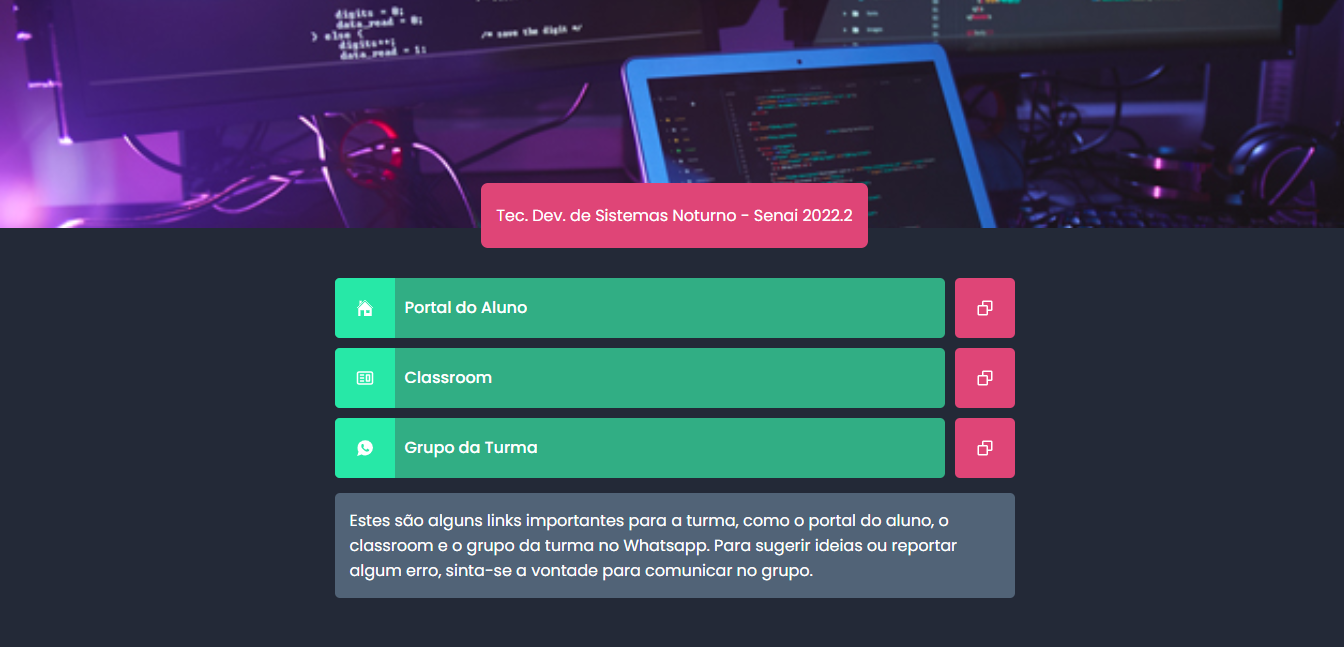 digits = 0;
data_read = 0;
} else {
digits++;
/* save the digit */
data_read = 1;
Tec. Dev. de Sistemas Noturno - Senai 2022.2
Portal do Aluno
Classroom
Grupo da Turma
Estes são alguns links importantes para a turma, como o portal do aluno, o
classroom e o grupo da turma no Whatsapp. Para sugerir ideias ou reportar
algum erro, sinta-se a vontade para comunicar no grupo.